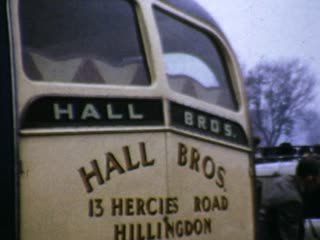 HALL BROS.
HALL BROS.
13 HERCIES ROAD
HILLINGDON